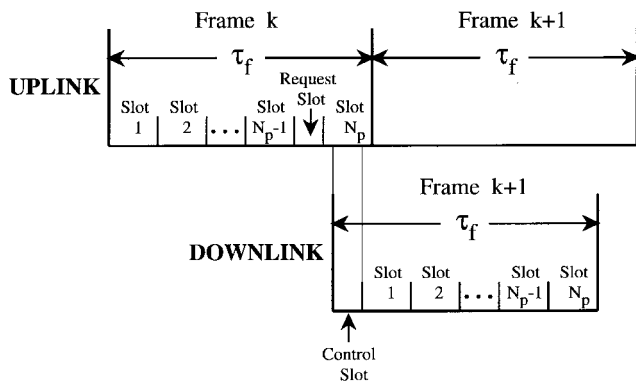 Frame k
Frame k+1
τf
τf
UPLINK
Request
Slot
Slot
Slot
Slot
Slot
1
2
...
Np-1
Np
Frame k+1
τf
DOWNLINK
Slot
Slot
Slot
Slot
1
2
...
Np-1
Np
Control
Slot